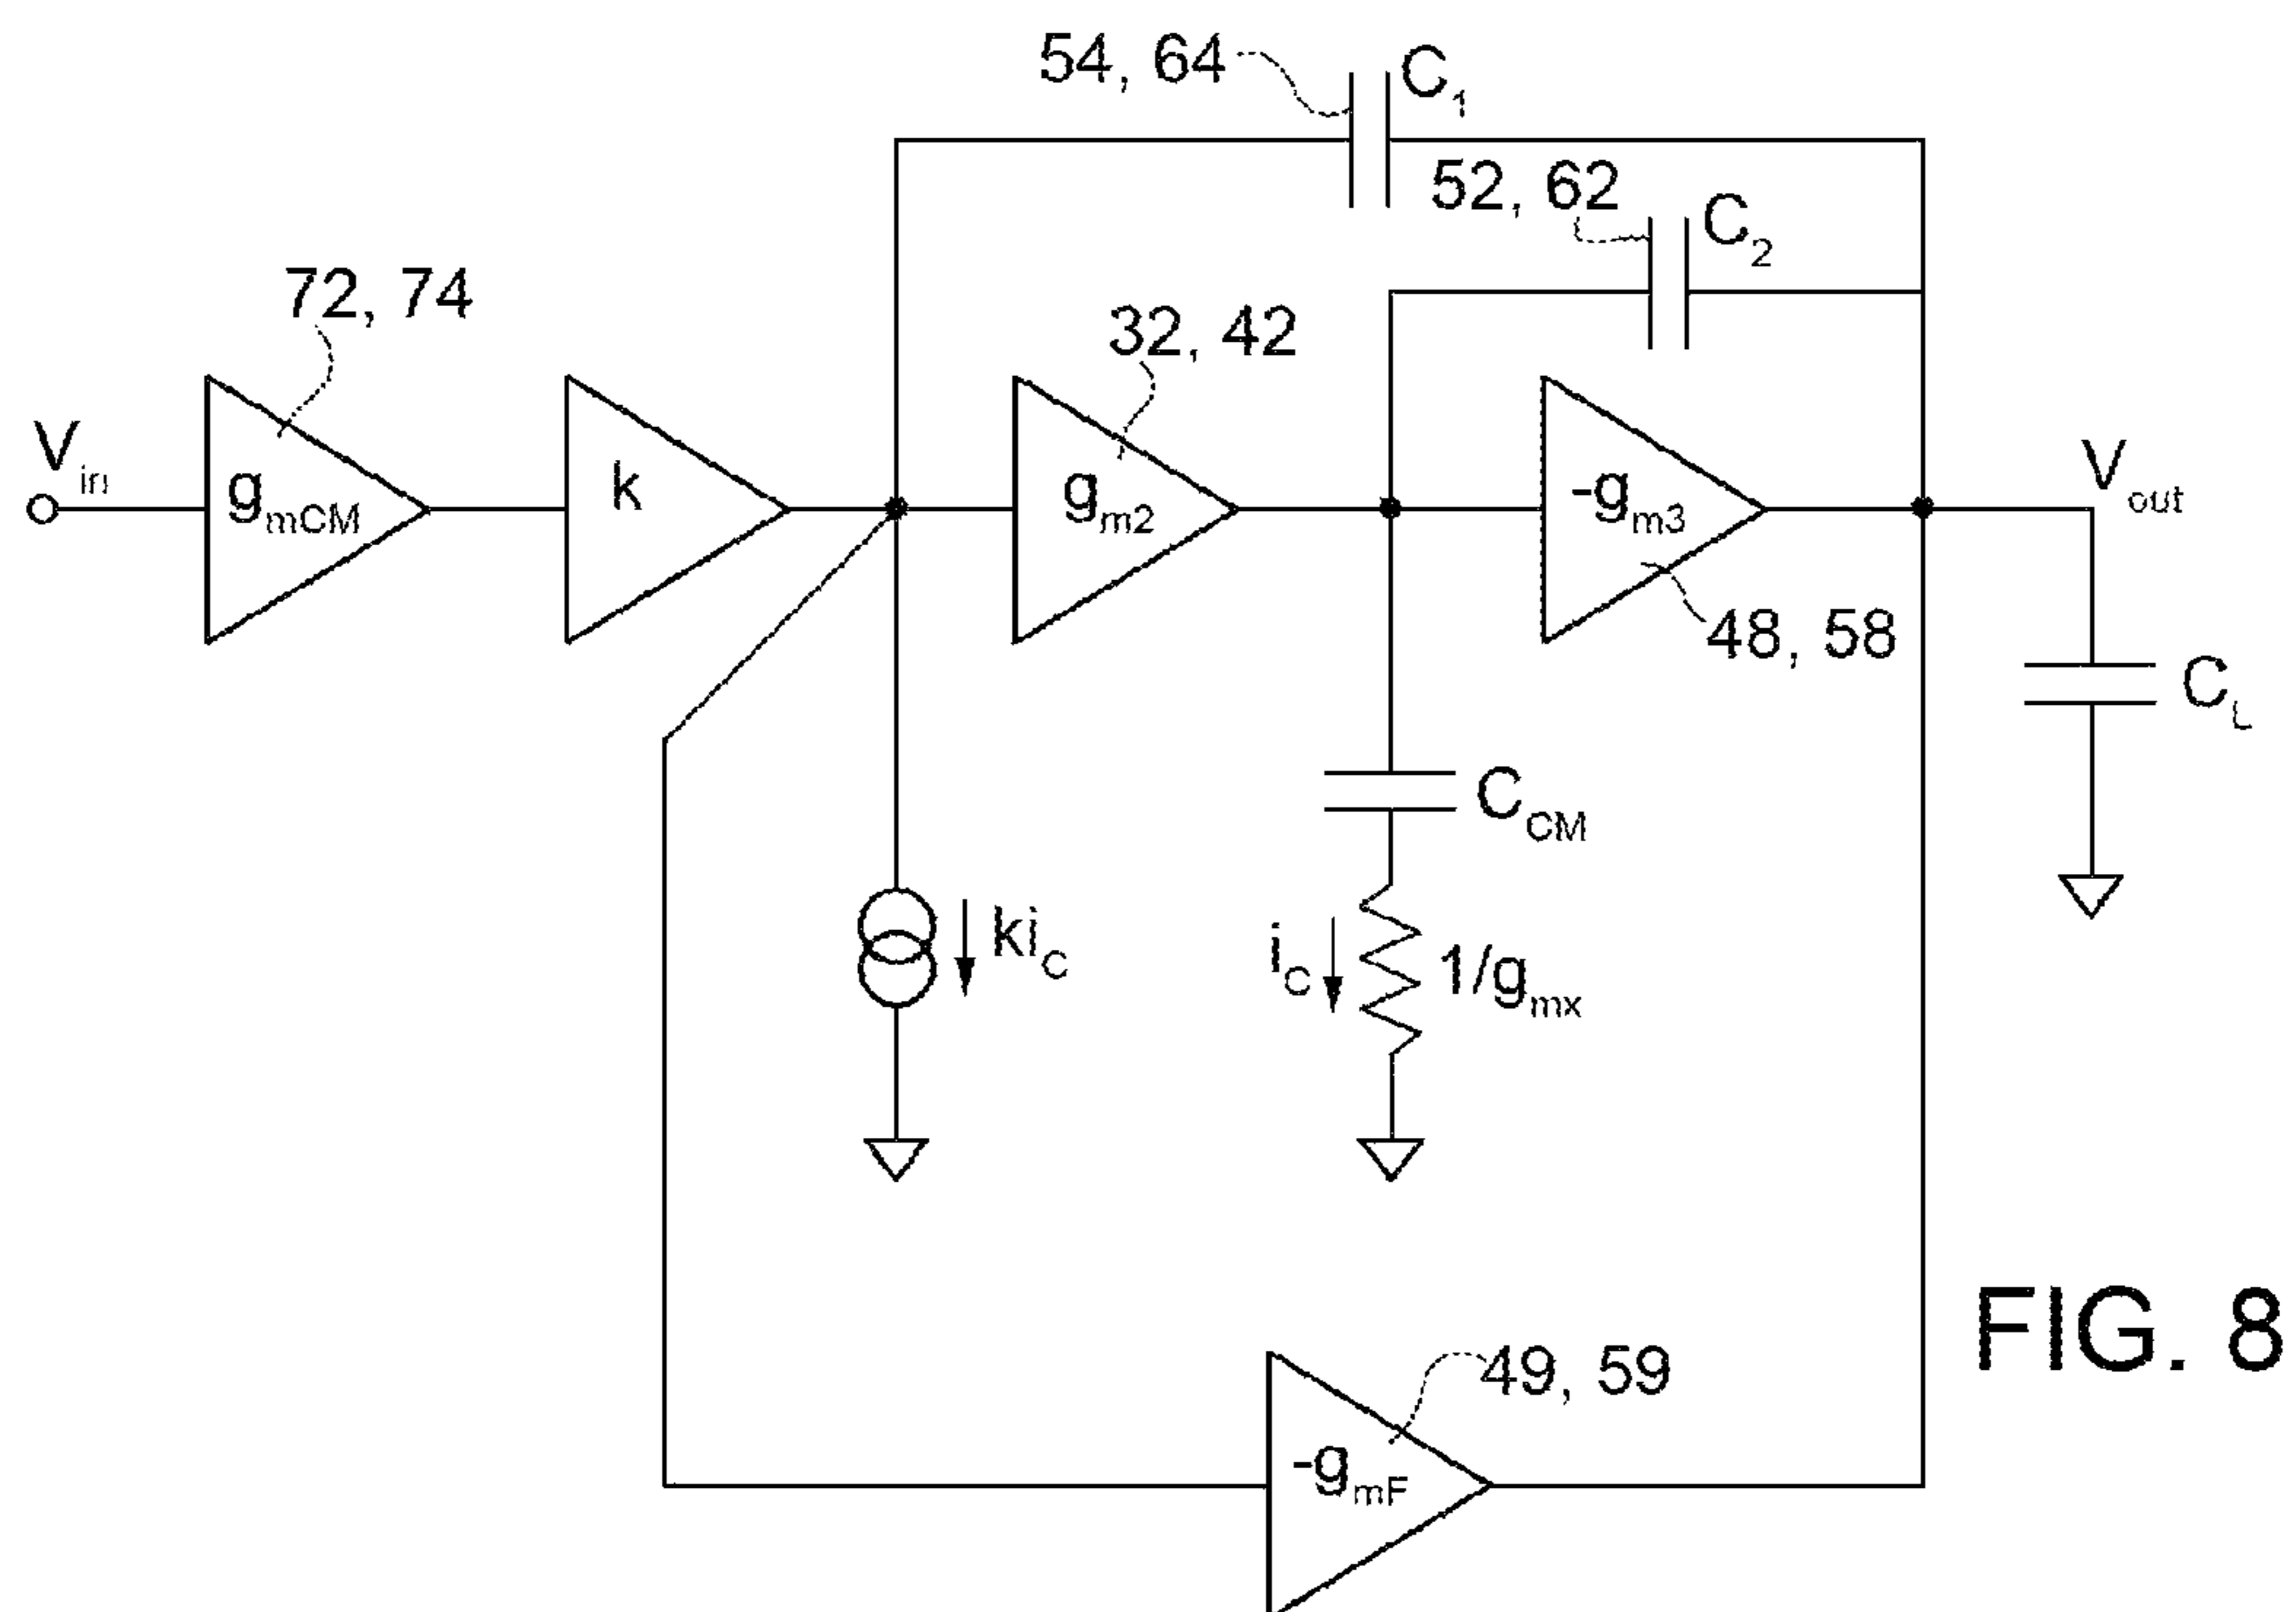 54, 64
C1
52, 62
C2
72, 74
32, 42
Vin
gmCM
k
gm2
-gm3
Vout
48, 58
CL
CCM
kiC
iC
1/gmx
49, 59
-gmF
FIG. 8